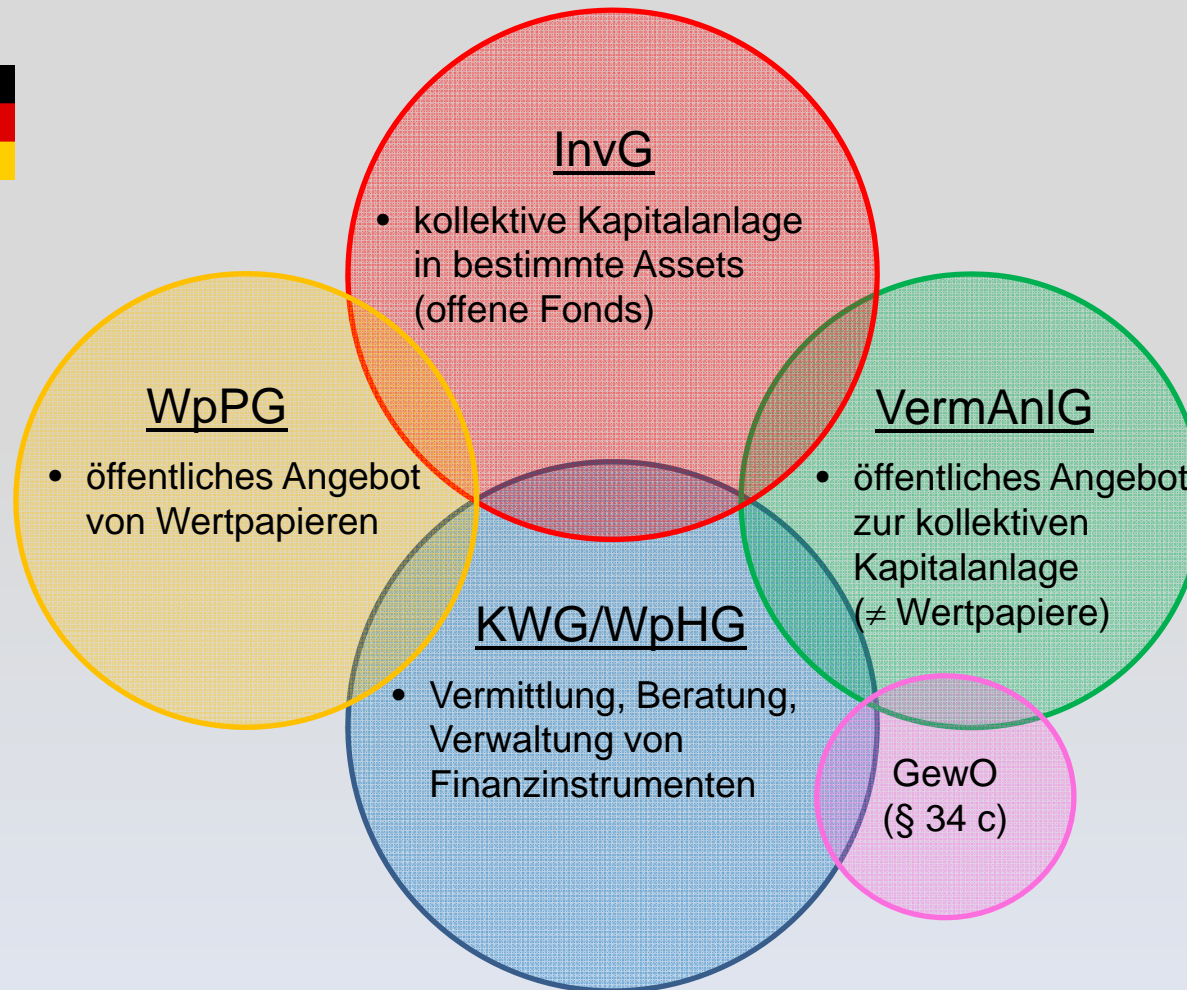 InvG
• kollektive Kapitalanlage
in bestimmte Assets
(offene Fonds)
WpPG
• öffentliches Angebot
von Wertpapieren
VermAnlG
• öffentliches Angebot
zur kollektiven
Kapitalanlage
(≠ Wertpapiere)
KWG/WpHG
• Vermittlung, Beratung,
Verwaltung von
Finanzinstrumenten
GewO
(§ 34 c)